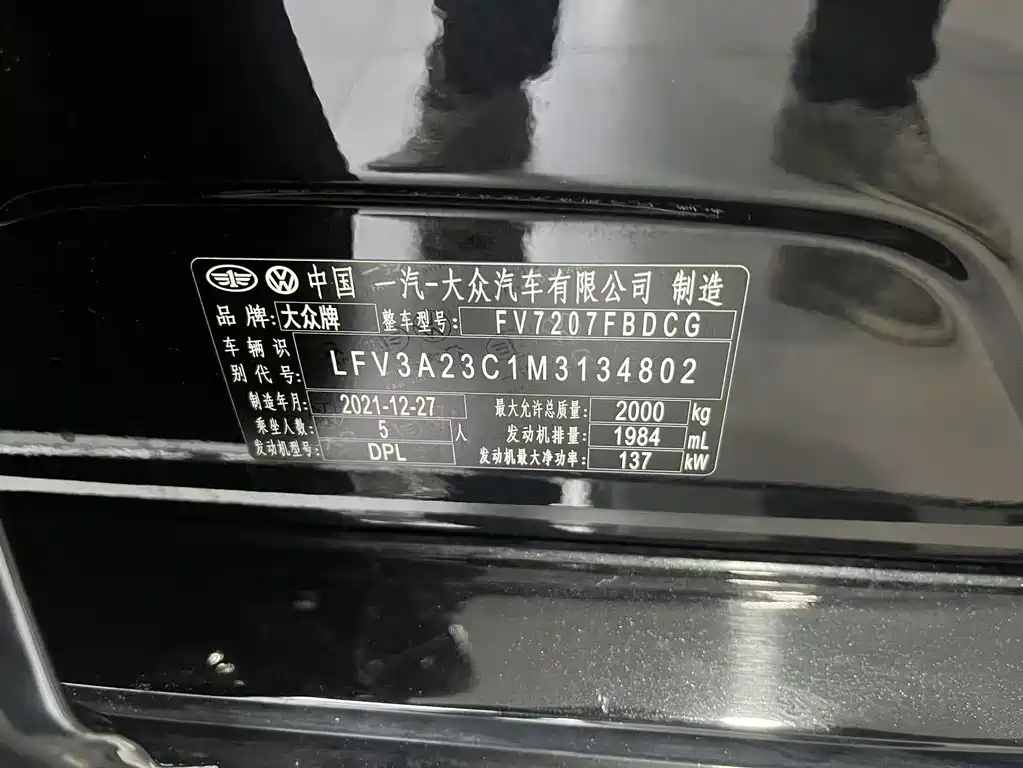 中国 一汽-大众汽车有限公司 制造
品牌: 大众牌 整车型号: FV7207FBDCG
车辆识别代号: LFV3A23C1M3134802
制造年月: 2021-12-27 最大允许总质量: 2000 kg
乘坐人数: 5 人 发动机排量: 1984 mL
发动机型号: DPL 发动机最大净功率: 137 kW